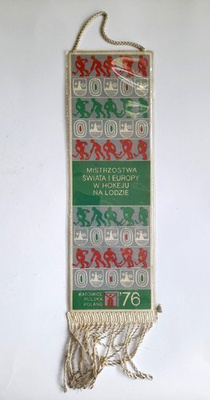 MISTRZOSTWA
ŚWIATA I EUROPY
W HOKEJU
NA LODZIE
KATOWICE
POLSKA
POLAND
'76